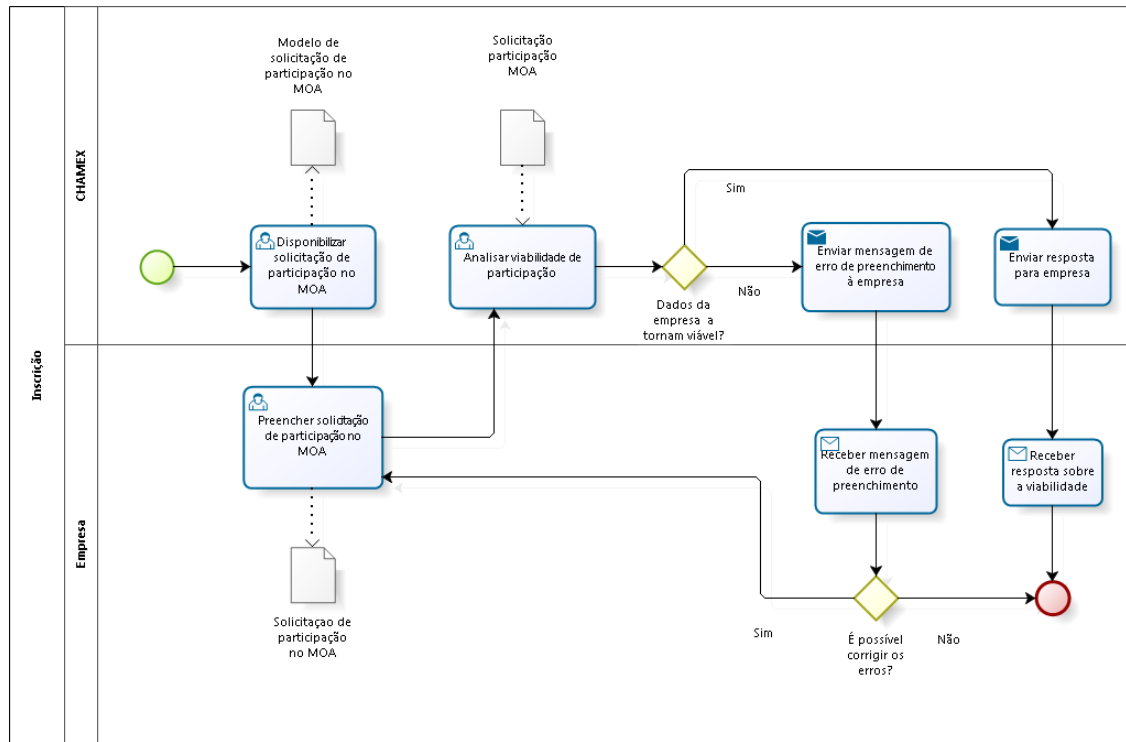 Inscrição
CHAMEX
Modelo de
solicitação de
participação no
MOA
Solicitação
participação
MOA
Disponibilizar
solicitação de
participação no
MOA
Analisar viabilidade de
participação
Dados da
empresa a
tornam viável?
Sim
Não
Enviar mensagem de
erro de preenchimento
à empresa
Enviar resposta
para empresa
Empresa
Preencher solicitação
de participação no
MOA
Solicitaçao de
participação
no MOA
Receber mensagem
de erro de
preenchimento
Receber
resposta sobre
a viabilidade
É possível
corrigir os
erros?
Sim
Não